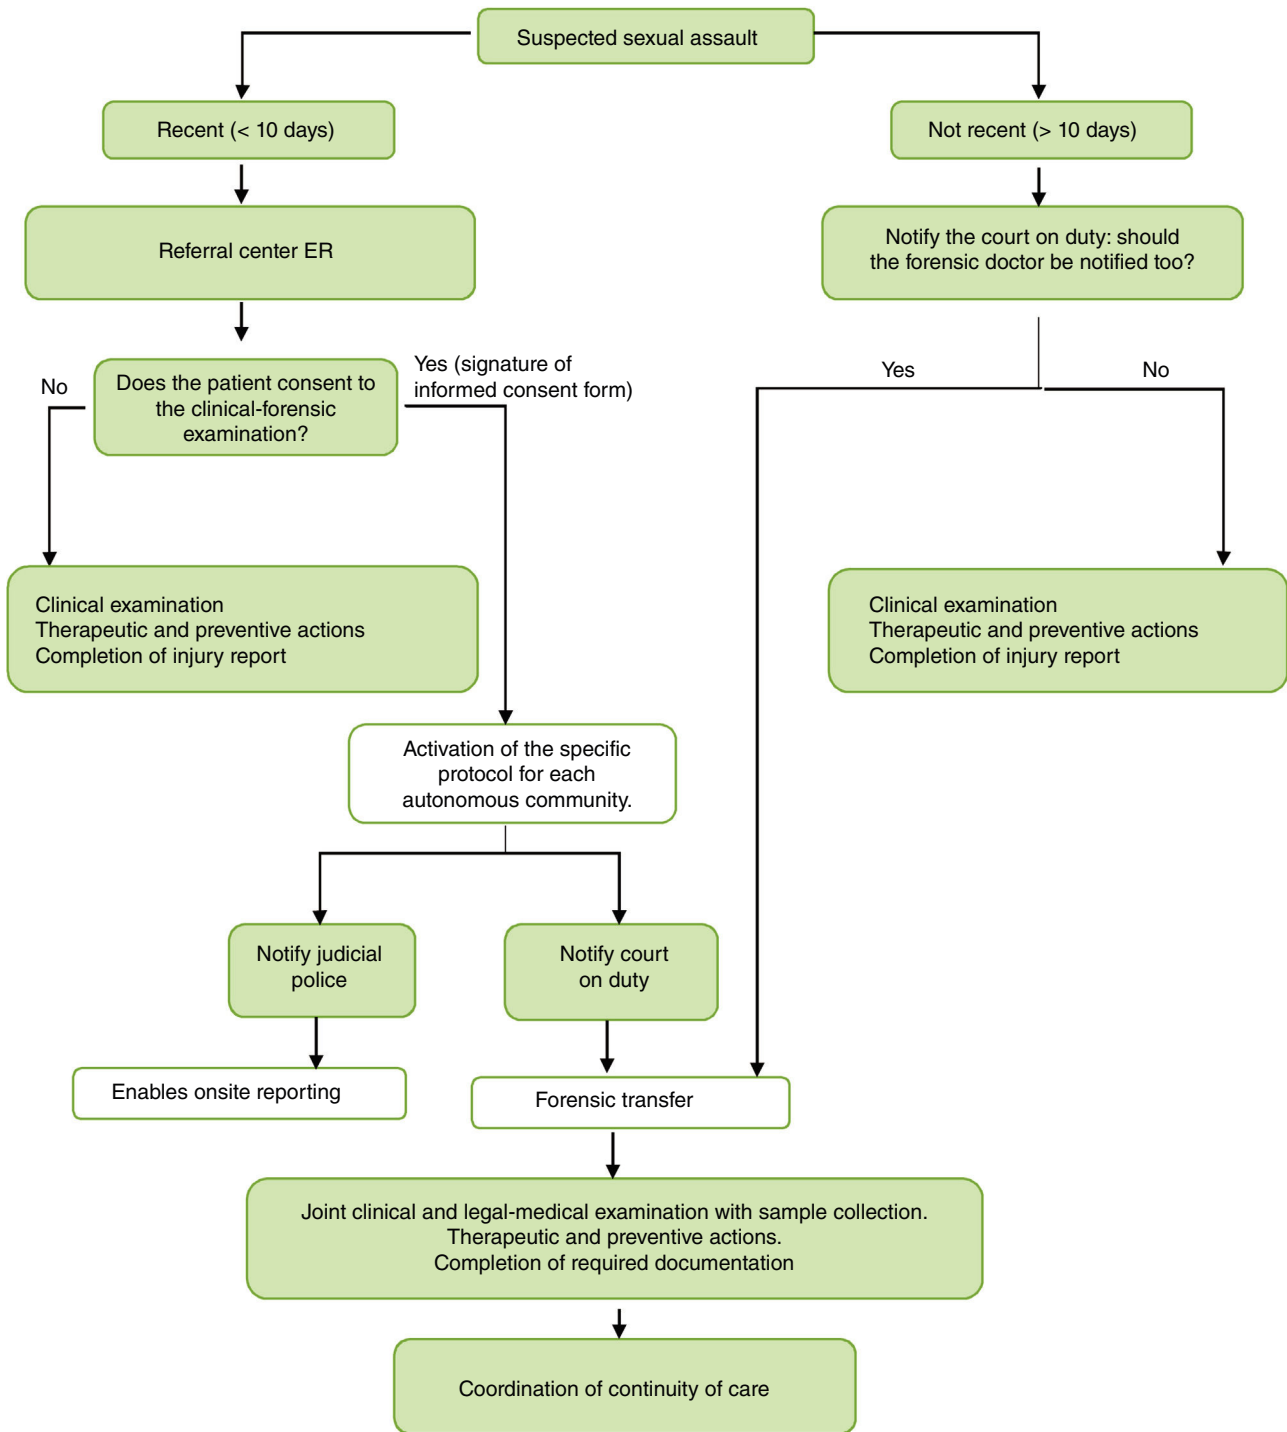 Suspected sexual assault
Recent (< 10 days)
Not recent (> 10 days)
Referral center ER
Notify the court on duty: should
the forensic doctor be notified too?
No
Does the patient consent to
the clinical-forensic
examination?
Yes (signature of
informed consent form)
Yes
No
Clinical examination
Therapeutic and preventive actions
Completion of injury report
Clinical examination
Therapeutic and preventive actions
Completion of injury report
Activation of the specific
protocol for each
autonomous community.
Notify judicial
police
Notify court
on duty
Enables onsite reporting
Forensic transfer
Joint clinical and legal-medical examination with sample collection.
Therapeutic and preventive actions.
Completion of required documentation
Coordination of continuity of care